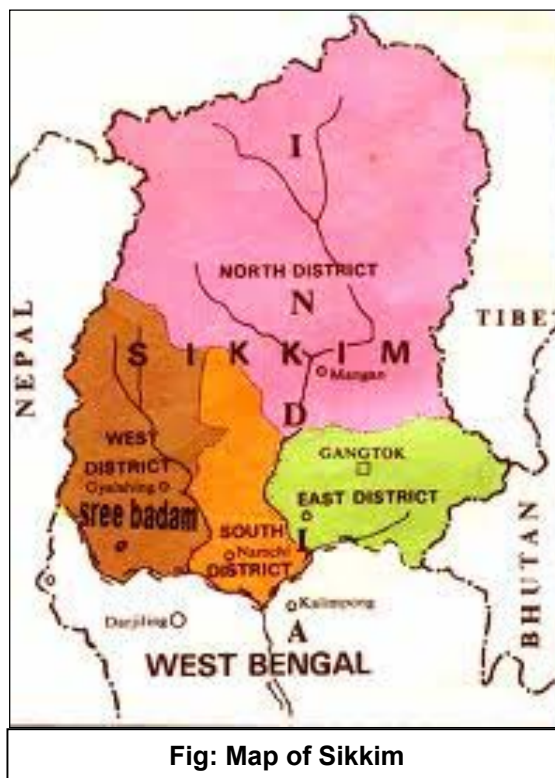 I
NORTH DISTRICT
N
NEPAL
TIBET
SIKKIM
Mangan
D
WEST
DISTRICT
Gyalshing
GANGTOK
EAST DISTRICT
sree badam
SOUTH
Namchi
DISTRICT
I
BHUTAN
Kalimpong
Darjiling
A
WEST BENGAL
Fig: Map of Sikkim